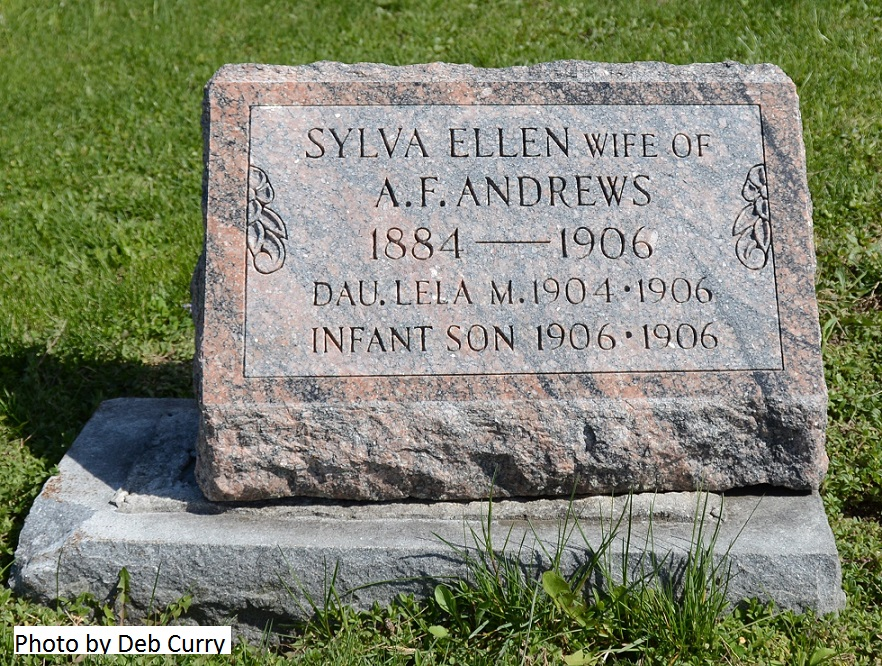 SYLVA ELLEN WIFE OF
A.F. ANDREWS
1884 — 1906
DAU. LELA M. 1904 · 1906
INFANT SON 1906 · 1906
Photo by Deb Curry